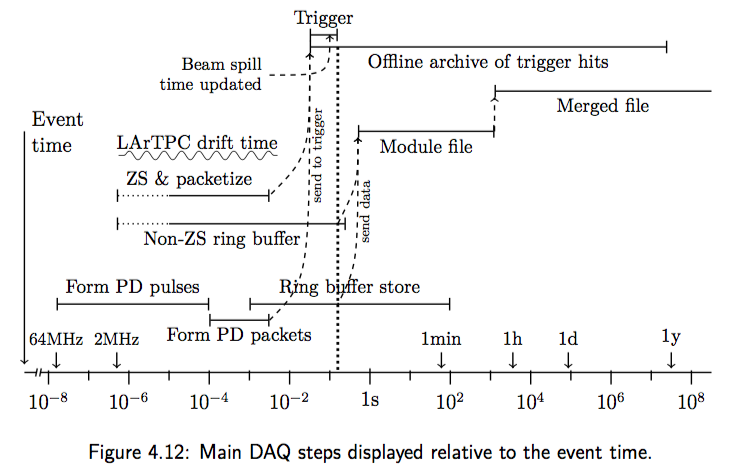 Trigger
Beam spill
time updated
Offline archive of trigger hits
Merged file
Event
time
LArTPC drift time
Module file
ZS & packetize
send to trigger
send data
Non-ZS ring buffer
Form PD pulses
Ring buffer store
Form PD packets
64MHz 2MHz 1min 1h 1d 1y
10⁻⁸ 10⁻⁶ 10⁻⁴ 10⁻² 1s 10² 10⁴ 10⁶ 10⁸
Figure 4.12: Main DAQ steps displayed relative to the event time.